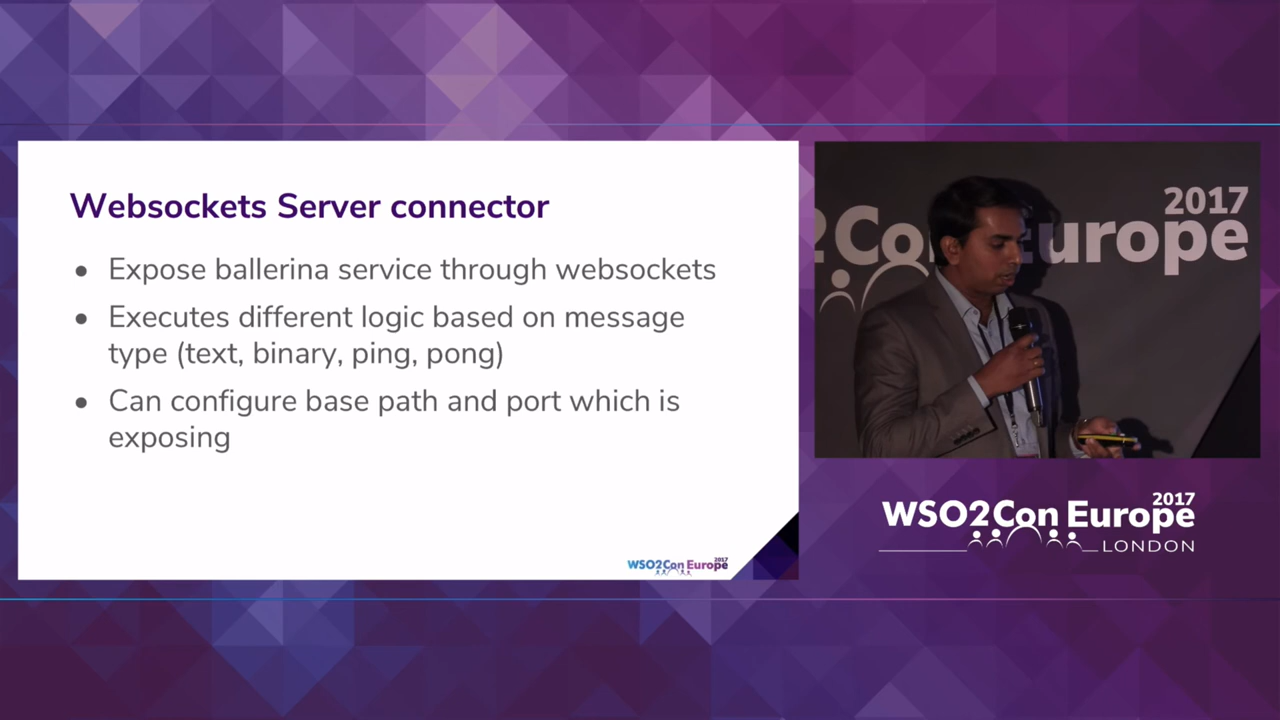 Websockets Server connector
● Expose ballerina service through websockets
● Executes different logic based on message
type (text, binary, ping, pong)
● Can configure base path and port which is
exposing
WSO2Con Europe 2017
2017
2Con Europe
2017
WSO2Con Europe
LONDON